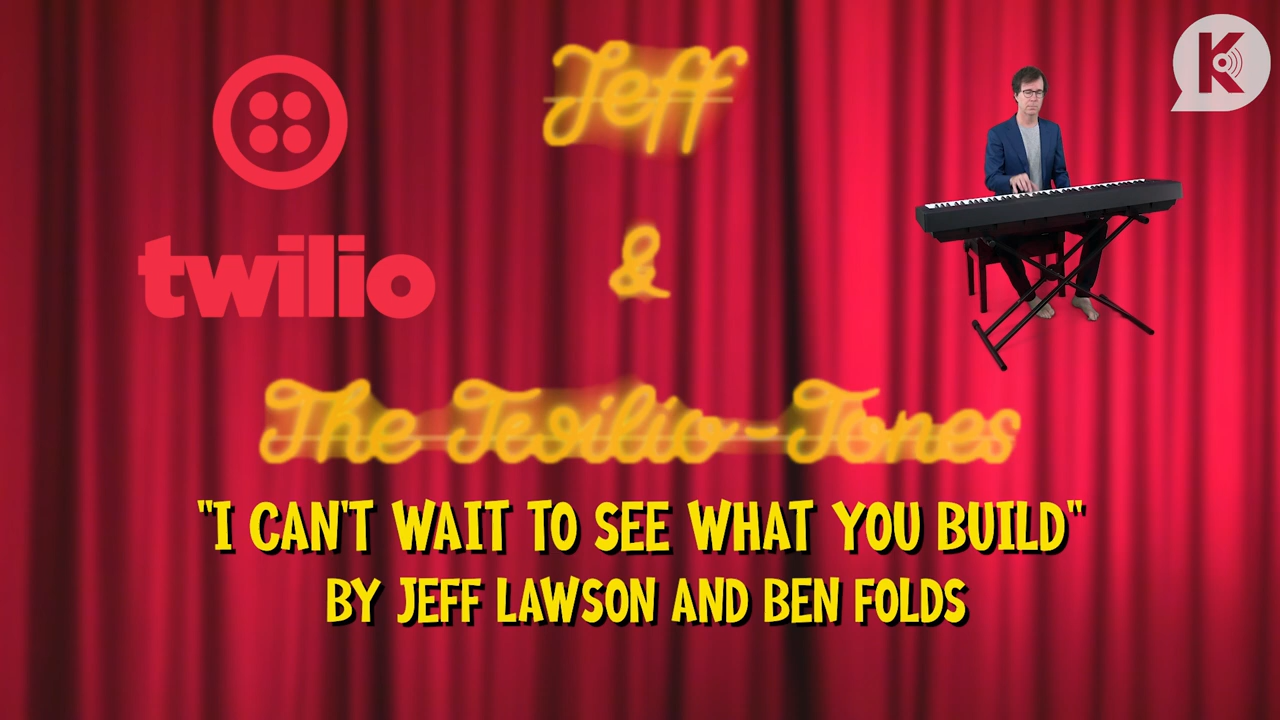 Jeff
K
twilio
&
The Twilio-Tones
"I CAN'T WAIT TO SEE WHAT YOU BUILD"
BY JEFF LAWSON AND BEN FOLDS